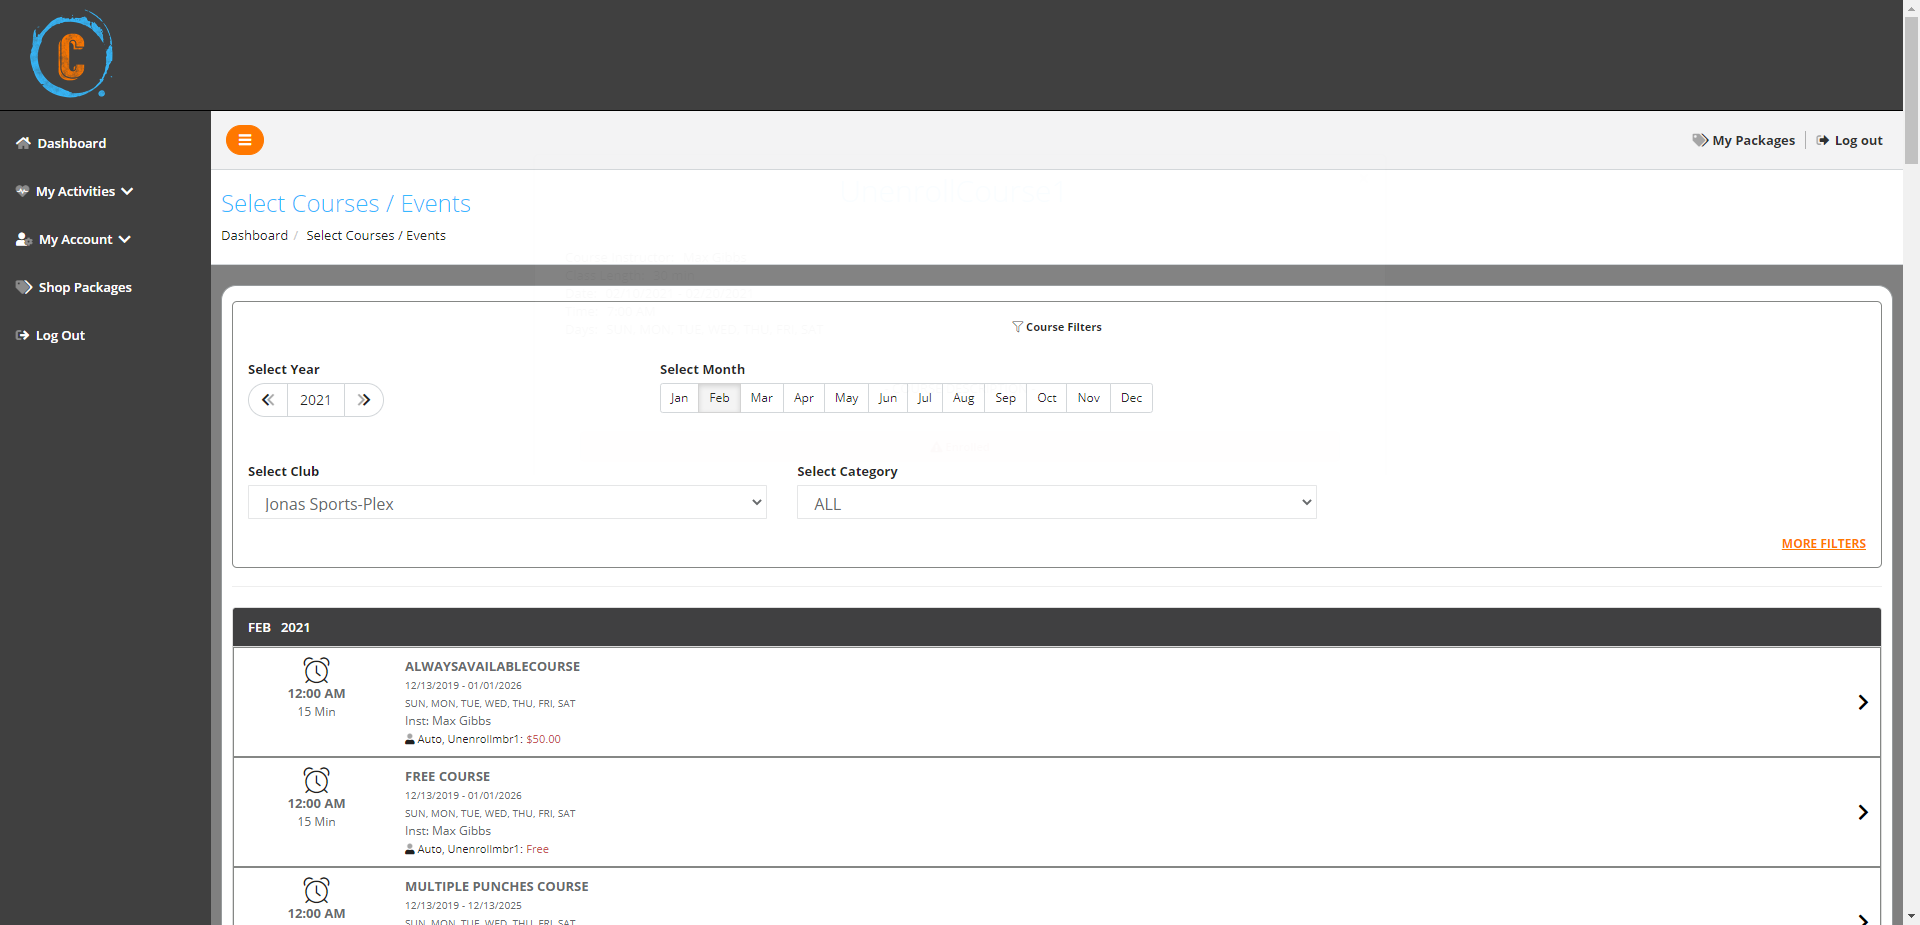 C
Dashboard
My Activities
My Account
Shop Packages
Log Out
My Packages
Log out
Select Courses / Events
Dashboard / Select Courses / Events
Course Filters
Select Year
2021
Select Month
Jan Feb Mar Apr May Jun Jul Aug Sep Oct Nov Dec
Select Club
Jonas Sports-Plex
Select Category
ALL
MORE FILTERS
FEB 2021
12:00 AM
15 Min
ALWAYSAVAILABLECOURSE
12/13/2019 - 01/01/2026
SUN, MON, TUE, WED, THU, FRI, SAT
Inst: Max Gibbs
Auto, Unenrollmbr1: $50.00
12:00 AM
15 Min
FREE COURSE
12/13/2019 - 01/01/2026
SUN, MON, TUE, WED, THU, FRI, SAT
Inst: Max Gibbs
Auto, Unenrollmbr1: Free
12:00 AM
MULTIPLE PUNCHES COURSE
12/13/2019 - 12/13/2025
SUN, MON, TUE, WED, THU, FRI, SAT